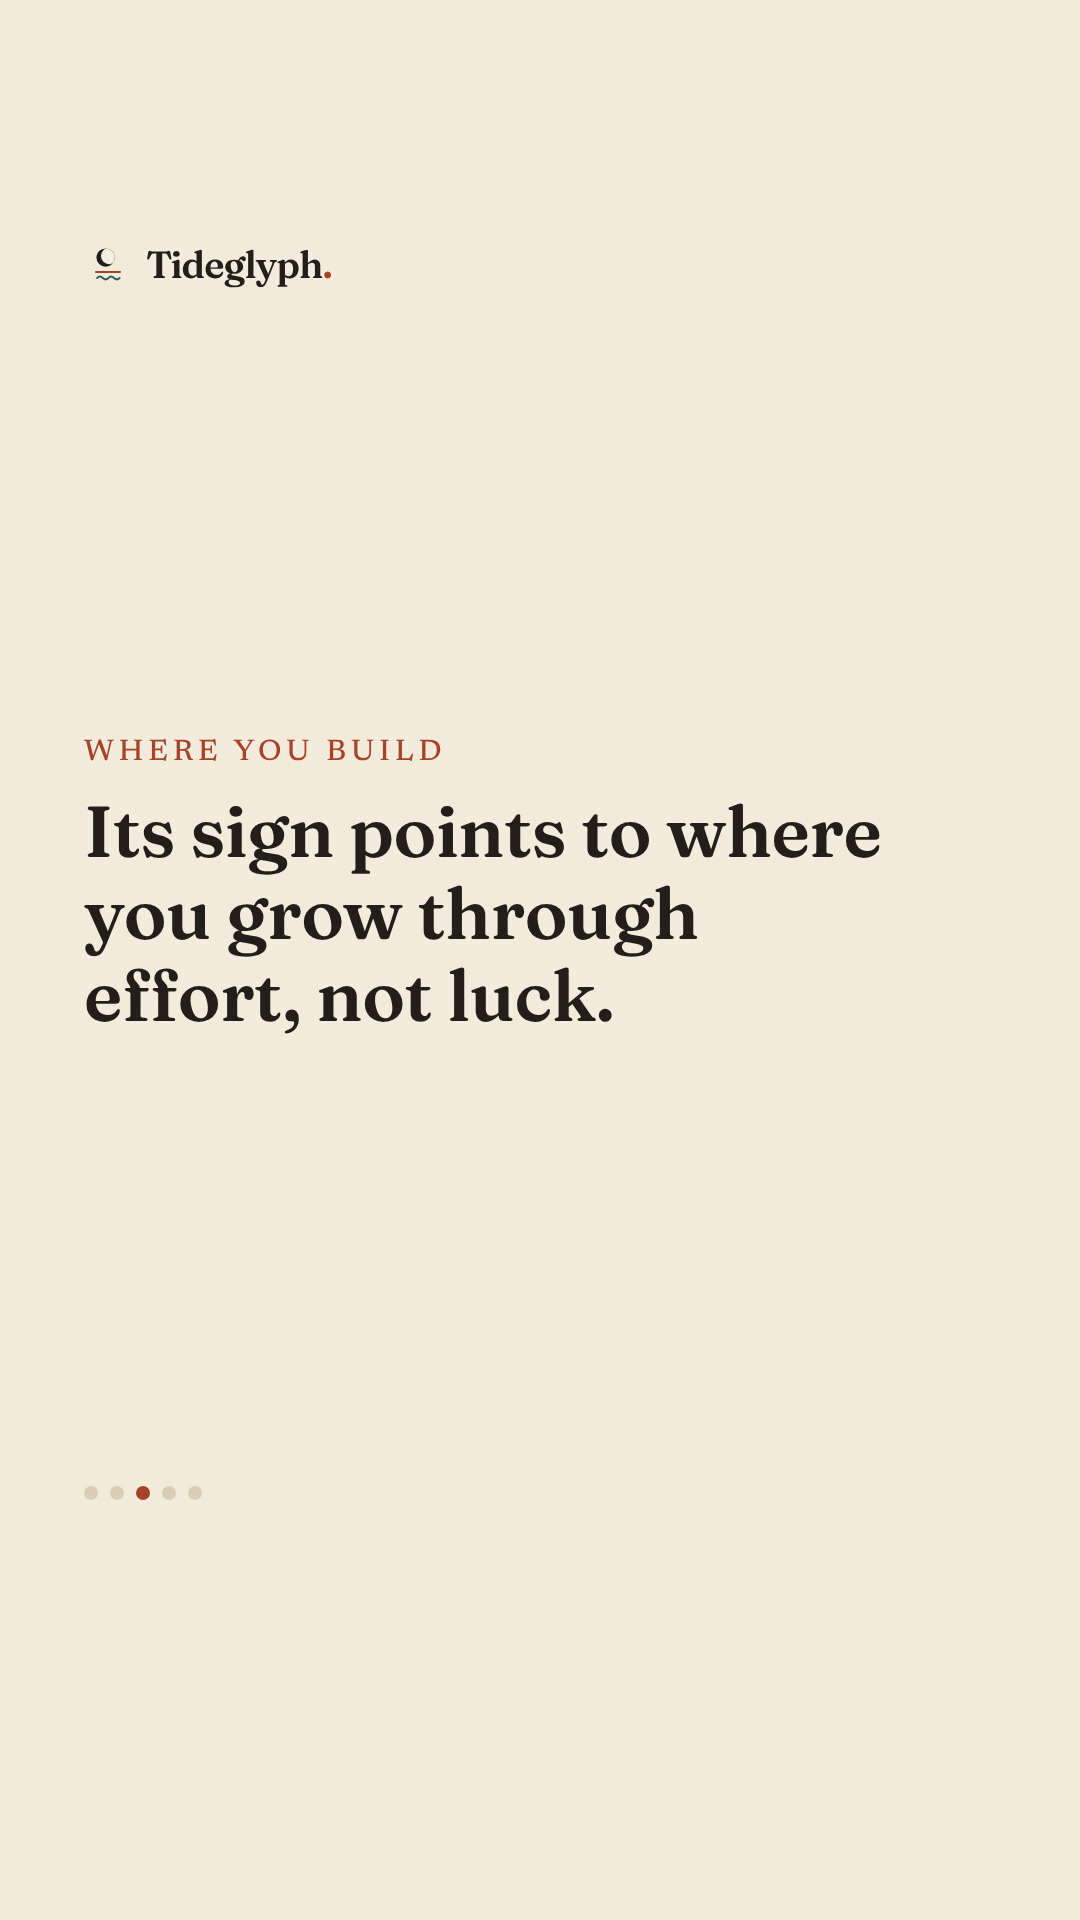 Tideglyph.
WHERE YOU BUILD
Its sign points to where
you grow through
effort, not luck.